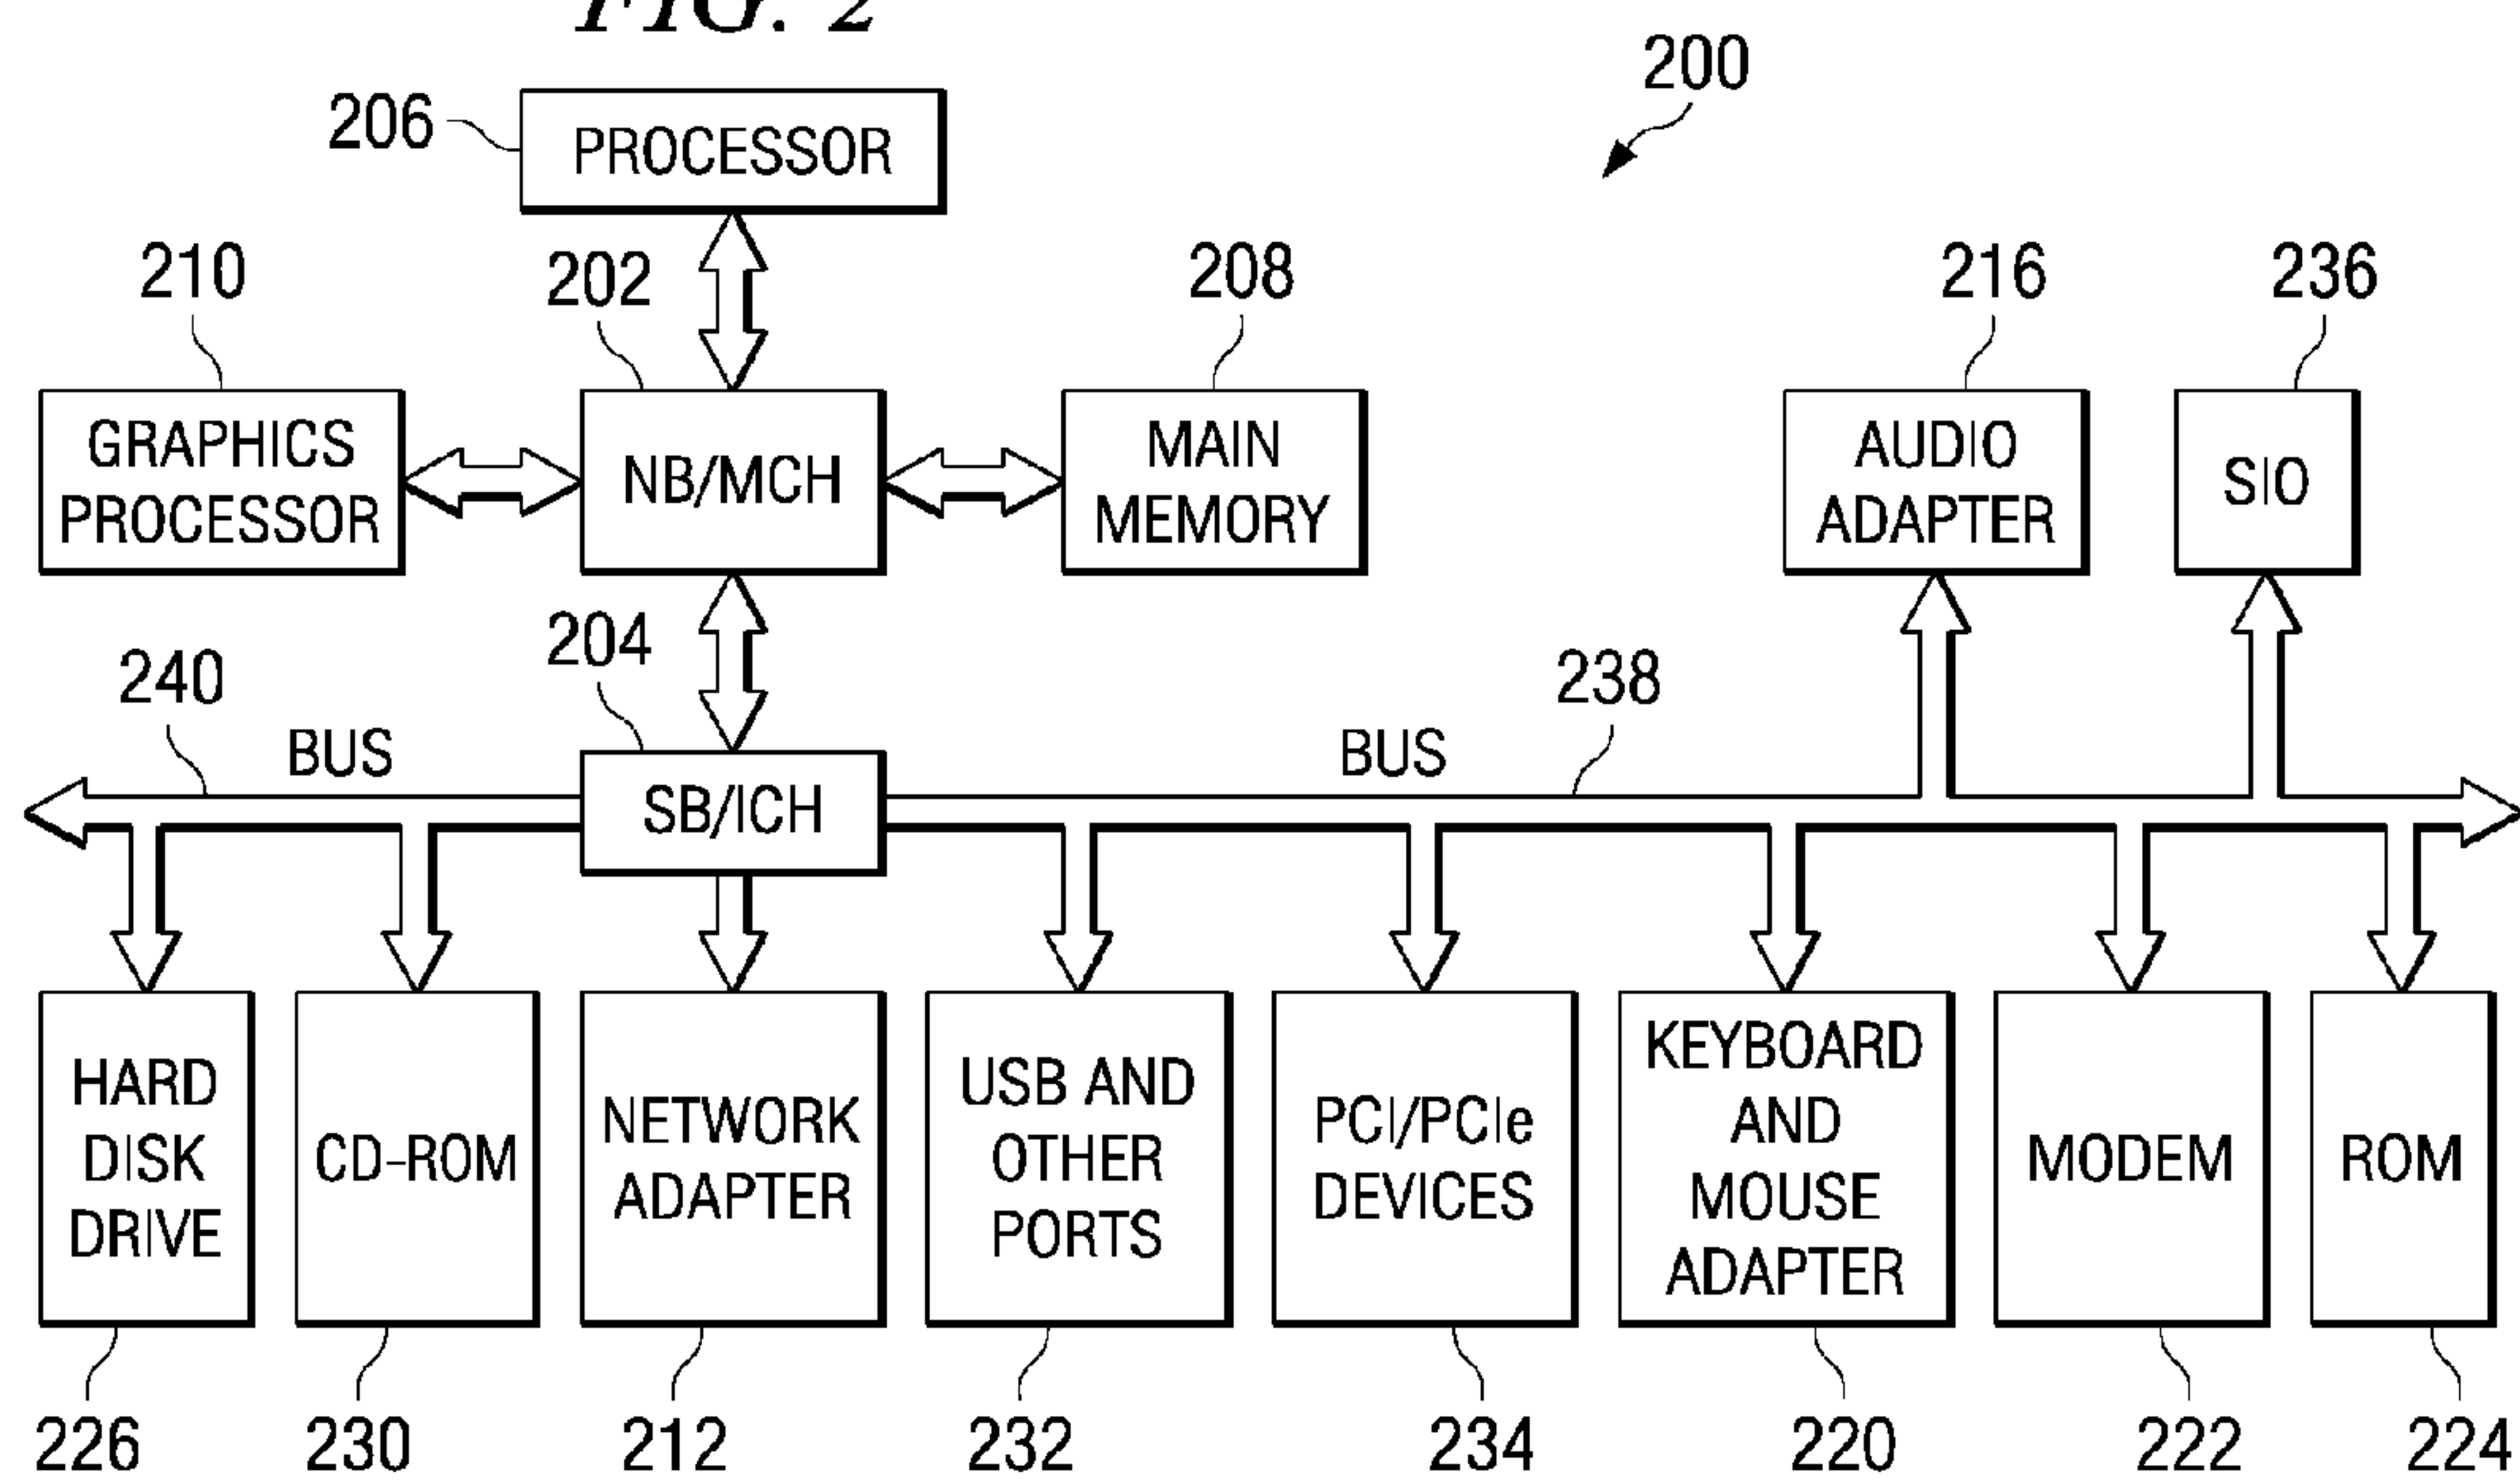 FIG. 2
200
206
PROCESSOR
210
202
208
216
236
GRAPHICS
PROCESSOR
NB/MCH
MAIN
MEMORY
AUDIO
ADAPTER
SIO
204
240
238
BUS
BUS
SB/ICH
HARD
DISK
DRIVE
CD-ROM
NETWORK
ADAPTER
USB AND
OTHER
PORTS
PCI/PCIe
DEVICES
KEYBOARD
AND
MOUSE
ADAPTER
MODEM
ROM
226
230
212
232
234
220
222
224